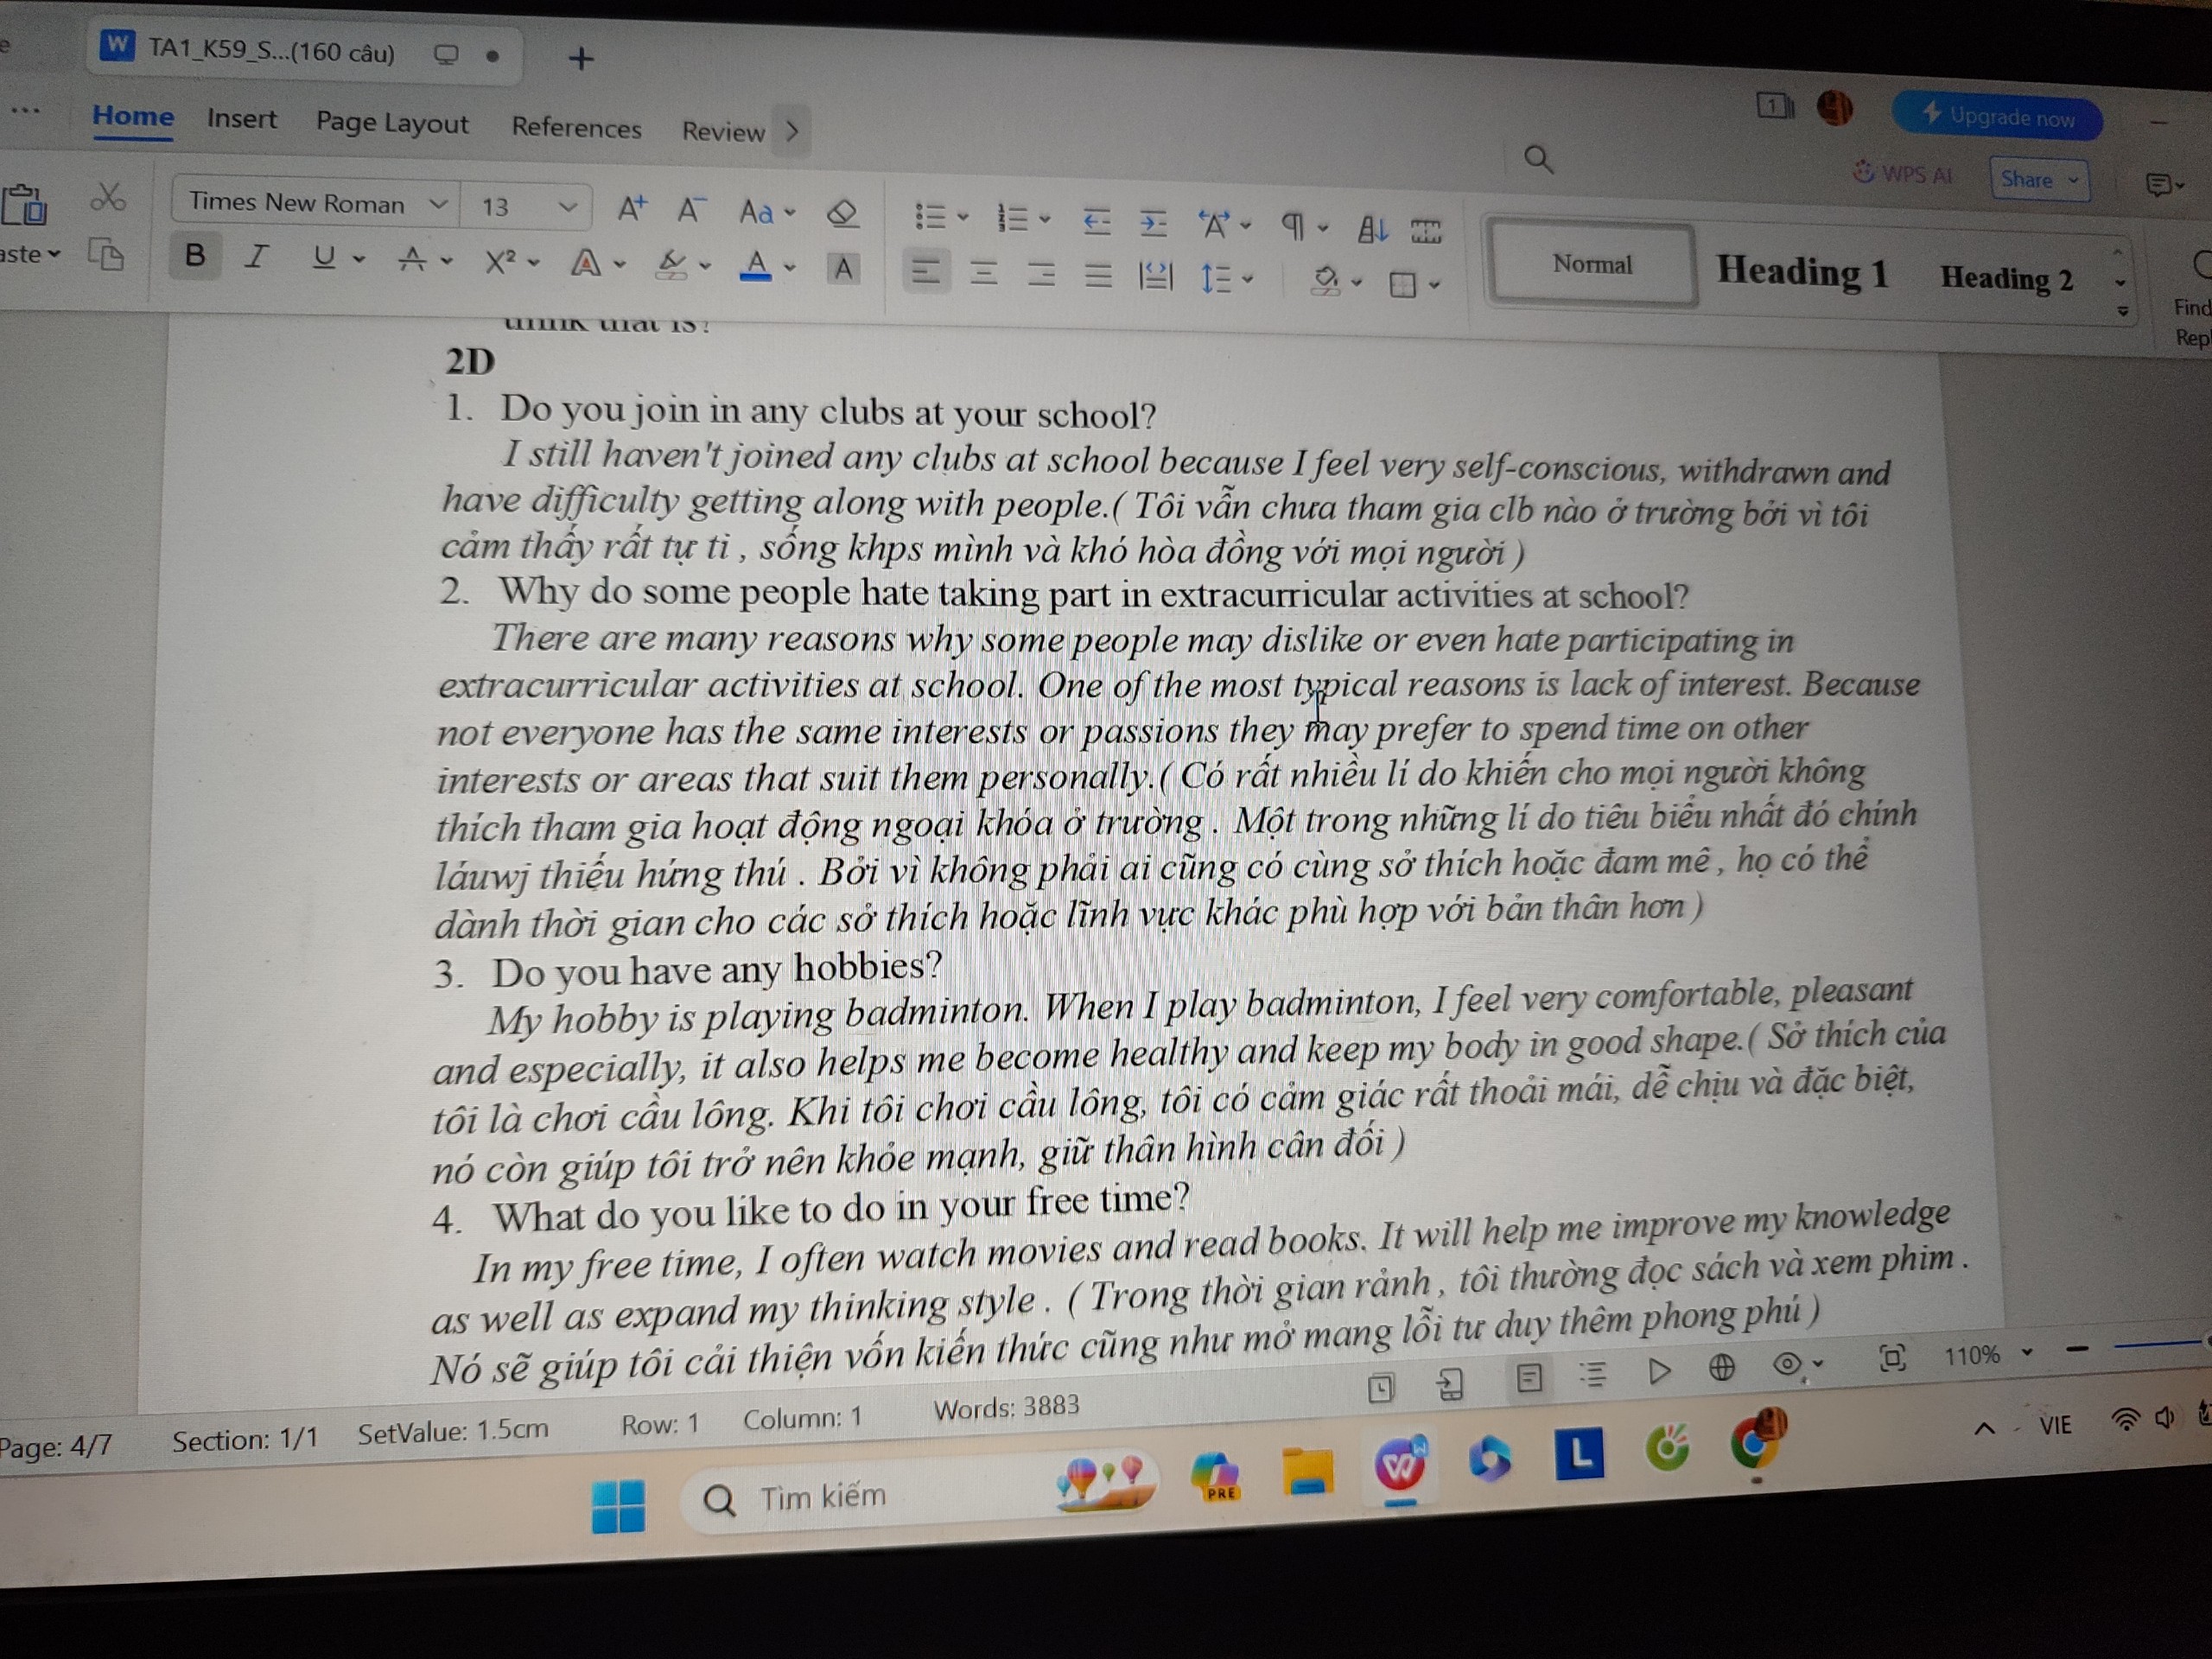 TA1_K59_S...(160 câu)
Home Insert Page Layout References Review
Upgrade now
WPS AI Share
Times New Roman 13
Normal Heading 1 Heading 2
Find
think that is?
2D
1. Do you join in any clubs at your school?
I still haven't joined any clubs at school because I feel very self-conscious, withdrawn and
have difficulty getting along with people.( Tôi vẫn chưa tham gia clb nào ở trường bởi vì tôi
cảm thấy rất tự ti , sống khps mình và khó hòa đồng với mọi người )
2. Why do some people hate taking part in extracurricular activities at school?
There are many reasons why some people may dislike or even hate participating in
extracurricular activities at school. One of the most typical reasons is lack of interest. Because
not everyone has the same interests or passions they may prefer to spend time on other
interests or areas that suit them personally.( Có rất nhiều lí do khiến cho mọi người không
thích tham gia hoạt động ngoại khóa ở trường . Một trong những lí do tiêu biểu nhất đó chính
láuwj thiếu hứng thú . Bởi vì không phải ai cũng có cùng sở thích hoặc đam mê , họ có thể
dành thời gian cho các sở thích hoặc lĩnh vực khác phù hợp với bản thân hơn )
3. Do you have any hobbies?
My hobby is playing badminton. When I play badminton, I feel very comfortable, pleasant
and especially, it also helps me become healthy and keep my body in good shape.( Sở thích của
tôi là chơi cầu lông. Khi tôi chơi cầu lông, tôi có cảm giác rất thoải mái, dễ chịu và đặc biệt,
nó còn giúp tôi trở nên khỏe mạnh, giữ thân hình cân đối )
4. What do you like to do in your free time?
In my free time, I often watch movies and read books. It will help me improve my knowledge
as well as expand my thinking style . ( Trong thời gian rảnh , tôi thường đọc sách và xem phim .
Nó sẽ giúp tôi cải thiện vốn kiến thức cũng như mở mang lỗi tư duy thêm phong phú )
110%
Page: 4/7 Section: 1/1 SetValue: 1.5cm Row: 1 Column: 1 Words: 3883
Tìm kiếm PRE VIE